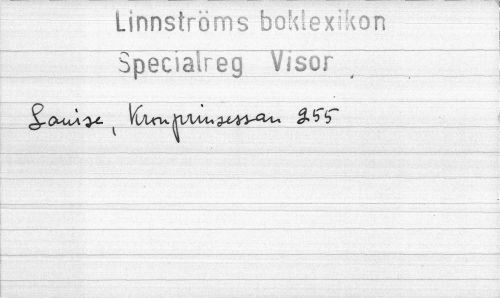 Linnströms boklexikon
Specialreg Visor
Louise, Kronprinsessan 255